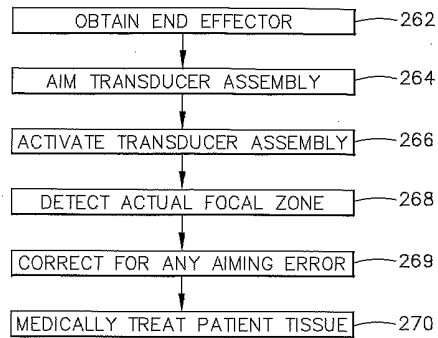 OBTAIN END EFFECTOR 262
AIM TRANSDUCER ASSEMBLY 264
ACTIVATE TRANSDUCER ASSEMBLY 266
DETECT ACTUAL FOCAL ZONE 268
CORRECT FOR ANY AIMING ERROR 269
MEDICALLY TREAT PATIENT TISSUE 270